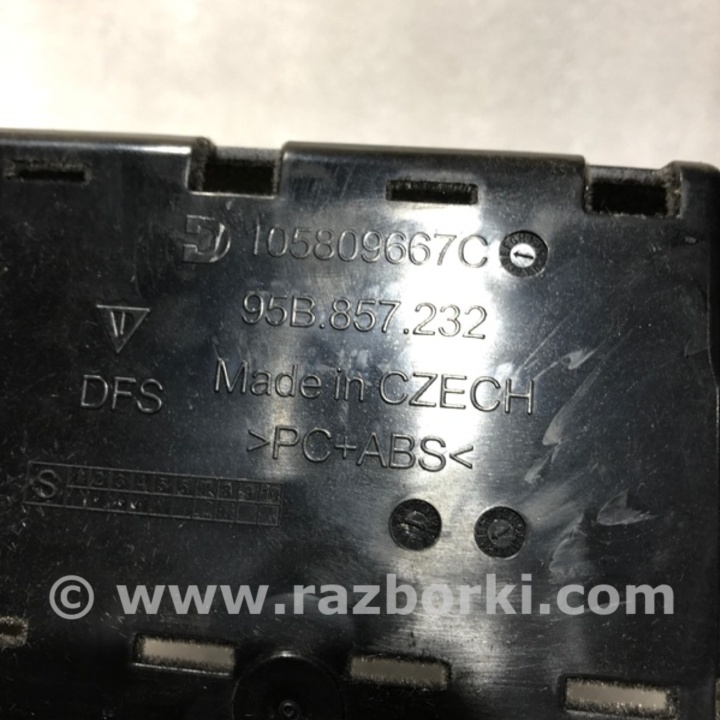 105809667C
95B.857.232
DFS
Made in CZECH
>PC+ABS<
S
© www.razborki.com